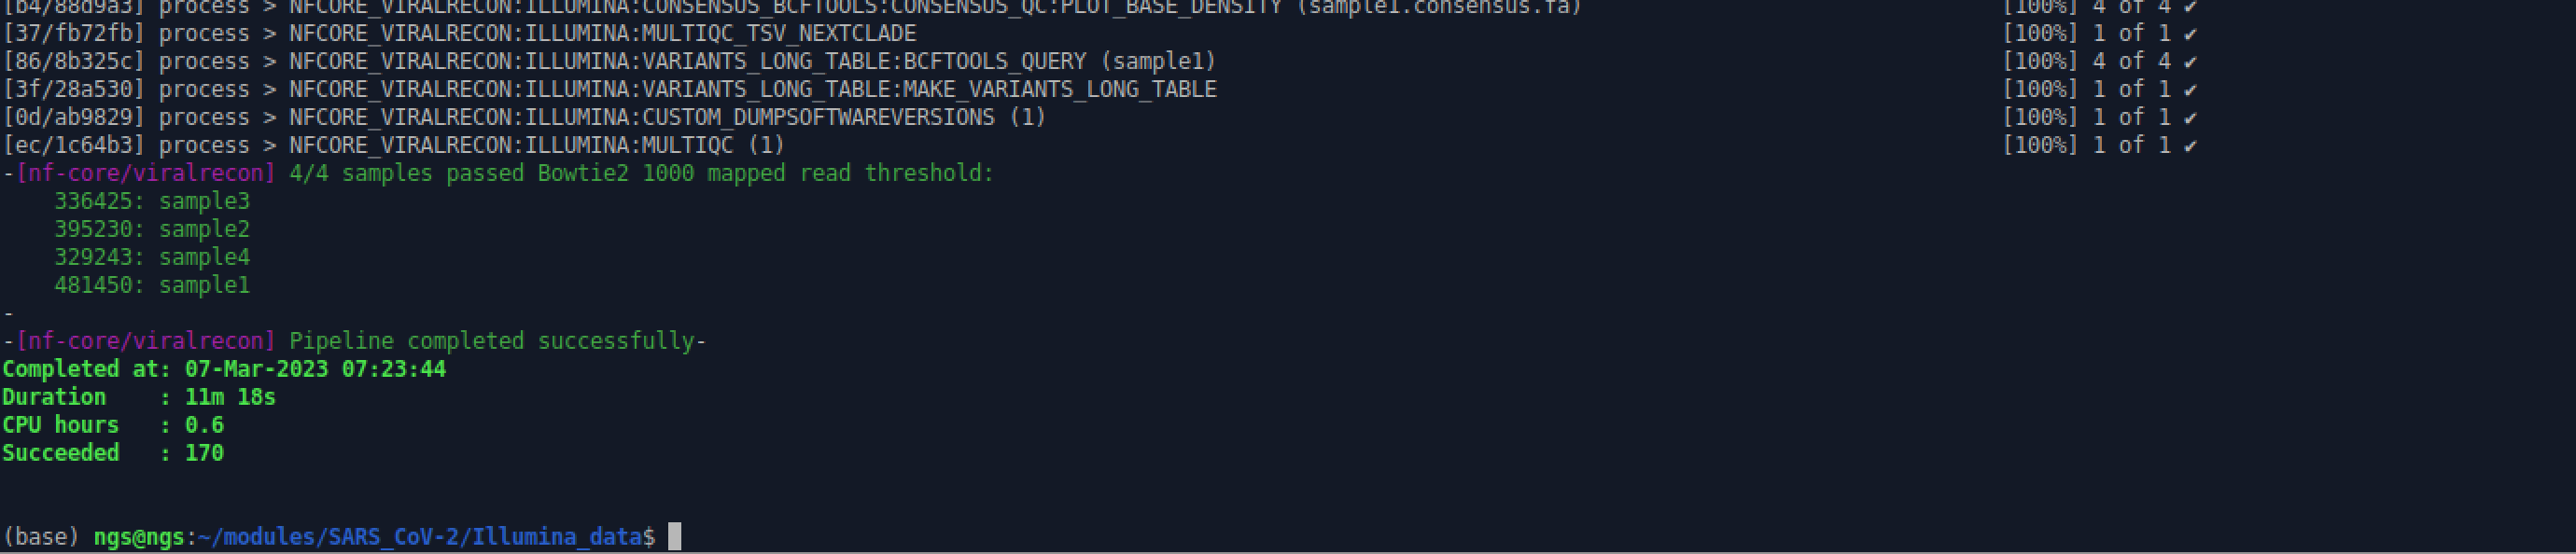 [b4/88d9a3] process > NFCORE_VIRALRECON:ILLUMINA:CONSENSUS_BCFTOOLS:CONSENSUS_QC:PLOT_BASE_DENSITY (sample1.consensus.fa) [100%] 4 of 4 ✔
[37/fb72fb] process > NFCORE_VIRALRECON:ILLUMINA:MULTIQC_TSV_NEXTCLADE [100%] 1 of 1 ✔
[86/8b325c] process > NFCORE_VIRALRECON:ILLUMINA:VARIANTS_LONG_TABLE:BCFTOOLS_QUERY (sample1) [100%] 4 of 4 ✔
[3f/28a530] process > NFCORE_VIRALRECON:ILLUMINA:VARIANTS_LONG_TABLE:MAKE_VARIANTS_LONG_TABLE [100%] 1 of 1 ✔
[0d/ab9829] process > NFCORE_VIRALRECON:ILLUMINA:CUSTOM_DUMPSOFTWAREVERSIONS (1) [100%] 1 of 1 ✔
[ec/1c64b3] process > NFCORE_VIRALRECON:ILLUMINA:MULTIQC (1) [100%] 1 of 1 ✔
-[nf-core/viralrecon] 4/4 samples passed Bowtie2 1000 mapped read threshold:
336425: sample3
395230: sample2
329243: sample4
481450: sample1
-
-[nf-core/viralrecon] Pipeline completed successfully-
Completed at: 07-Mar-2023 07:23:44
Duration : 11m 18s
CPU hours : 0.6
Succeeded : 170
(base) ngs@ngs:~/modules/SARS_CoV-2/Illumina_data$